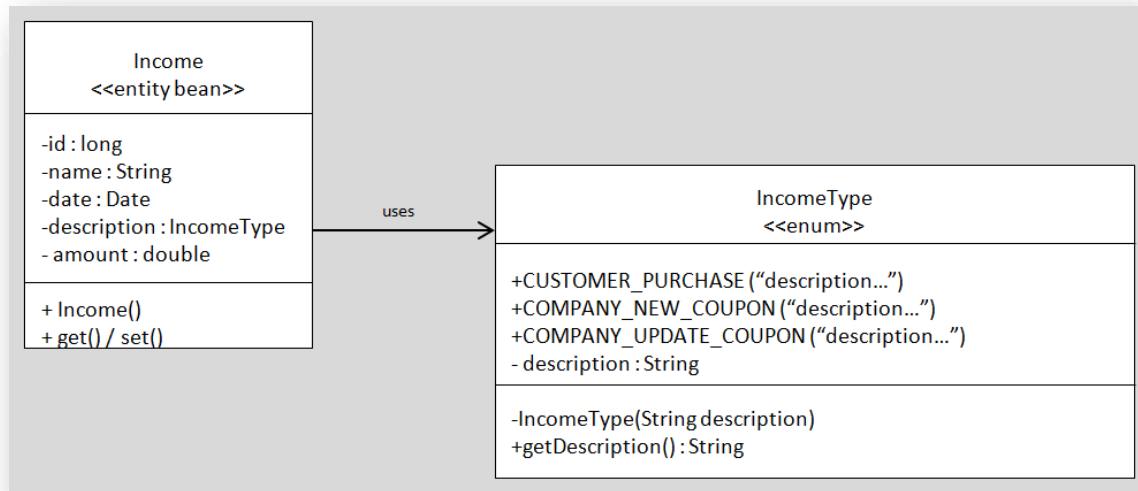 Income
<<entity bean>>
-id : long
-name : String
-date : Date
-description : IncomeType
- amount : double
+ Income()
+ get() / set()
uses
IncomeType
<<enum>>
+CUSTOMER_PURCHASE (“description…”)
+COMPANY_NEW_COUPON (“description…”)
+COMPANY_UPDATE_COUPON (“description…”)
- description : String
-IncomeType(String description)
+getDescription() : String